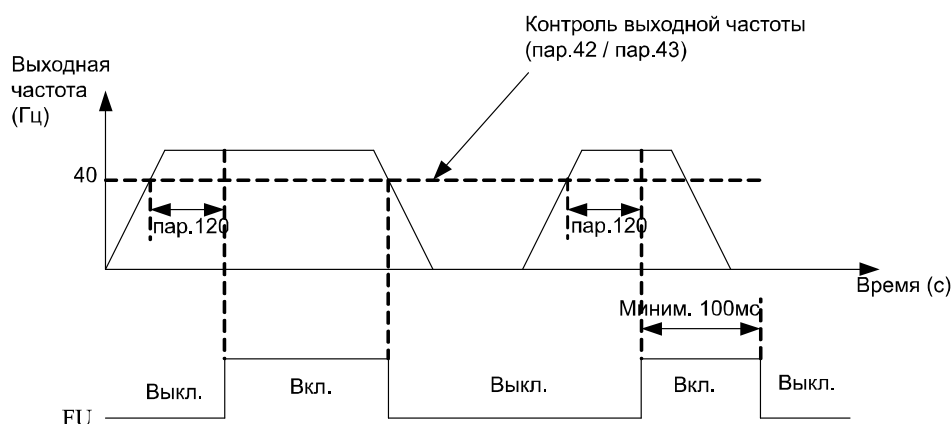 Контроль выходной частоты
(пар.42 / пар.43)
Выходная
частота
(Гц)
40
пар.120
пар.120
Время (с)
Миним. 100мс
Выкл.
Вкл.
Выкл.
Вкл.
Выкл.
FU